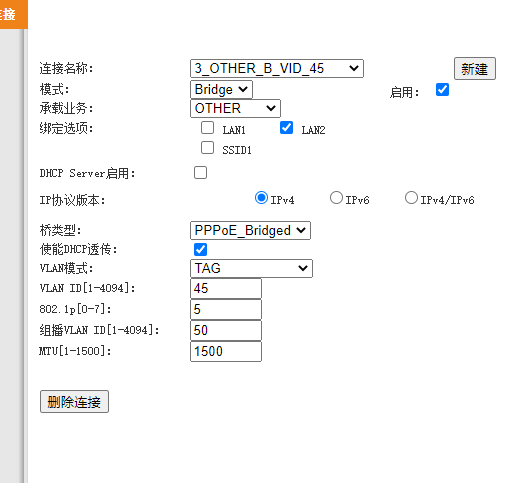 连接
连接名称: 3_OTHER_B_VID_45 新建
模式: Bridge 启用:
承载业务: OTHER
绑定选项: LAN1 LAN2
SSID1
DHCP Server启用:
IP协议版本: IPv4 IPv6 IPv4/IPv6
桥类型: PPPoE_Bridged
使能DHCP透传:
VLAN模式: TAG
VLAN ID[1-4094]: 45
802.1p[0-7]: 5
组播VLAN ID[1-4094]: 50
MTU[1-1500]: 1500
删除连接